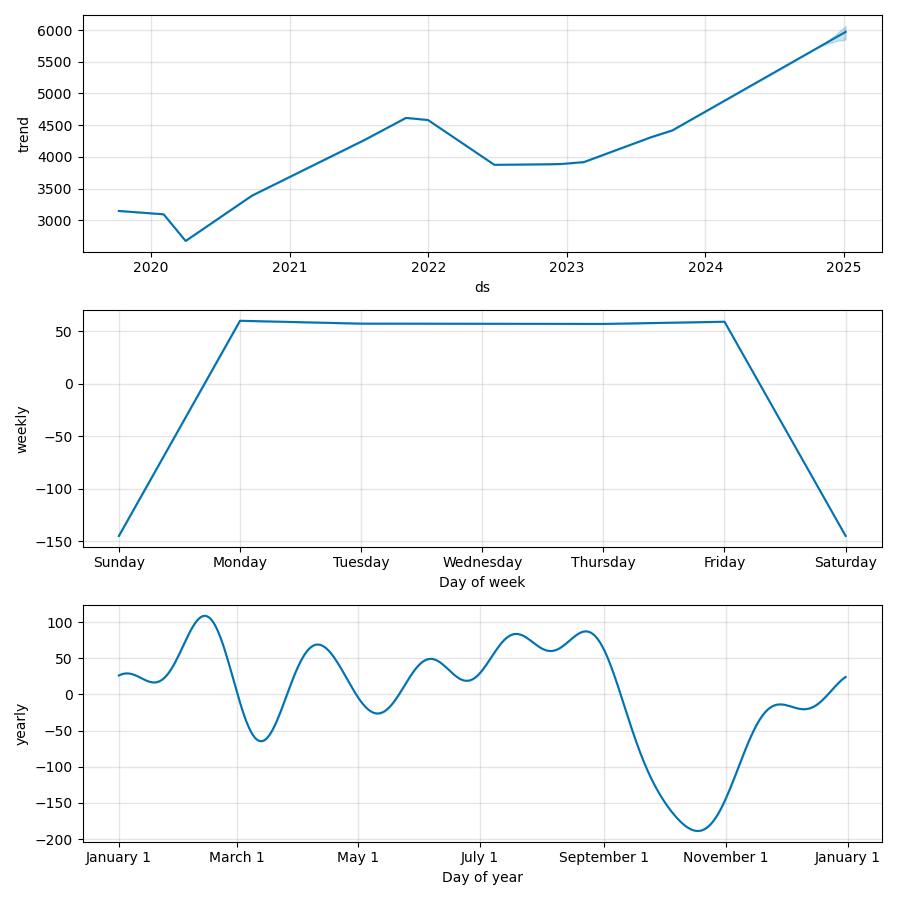 6000
5500
5000
4500
4000
3500
3000
trend
2020 2021 2022 2023 2024 2025
ds
50
0
−50
−100
−150
weekly
Sunday Monday Tuesday Wednesday Thursday Friday Saturday
Day of week
100
50
0
−50
−100
−150
−200
yearly
January 1 March 1 May 1 July 1 September 1 November 1 January 1
Day of year